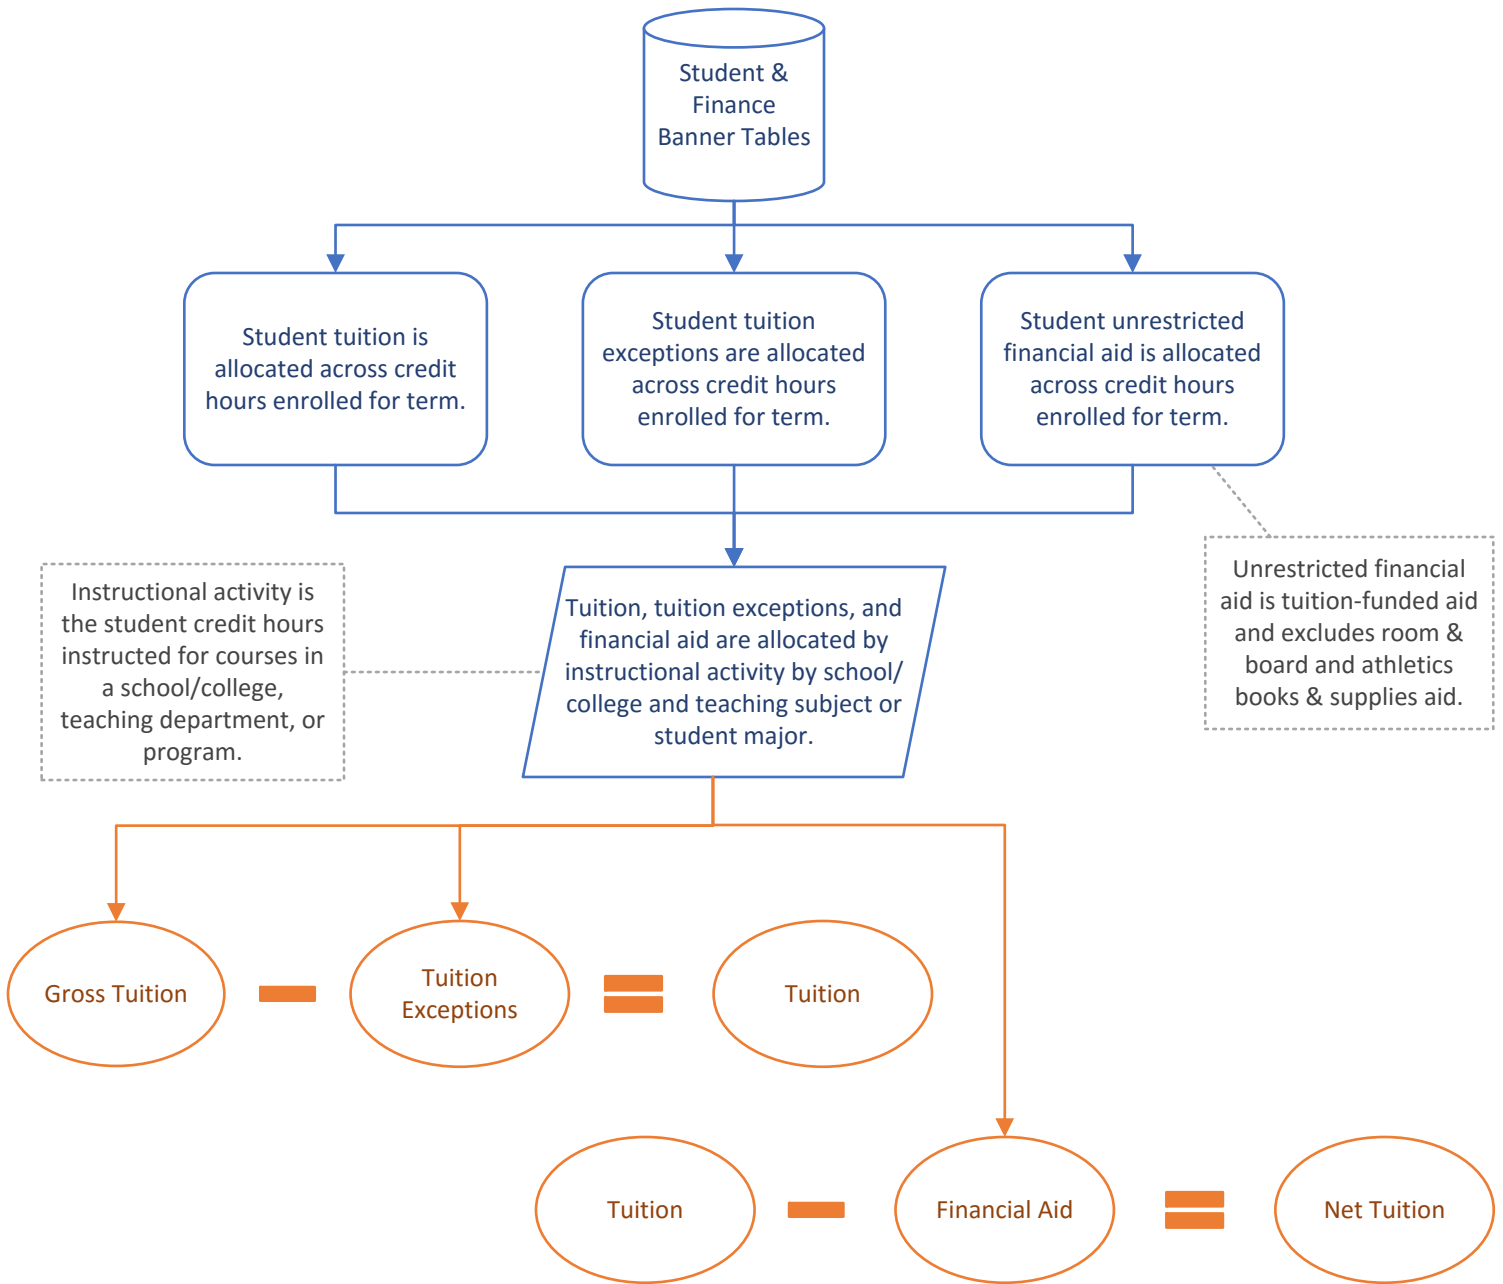 Student &
Finance
Banner Tables
Student tuition is
allocated across credit
hours enrolled for term.
Student tuition
exceptions are allocated
across credit hours
enrolled for term.
Student unrestricted
financial aid is allocated
across credit hours
enrolled for term.
Instructional activity is
the student credit hours
instructed for courses in
a school/college,
teaching department, or
program.
Tuition, tuition exceptions, and
financial aid are allocated by
instructional activity by school/
college and teaching subject or
student major.
Unrestricted financial
aid is tuition-funded aid
and excludes room &
board and athletics
books & supplies aid.
Gross Tuition
Tuition
Exceptions
Tuition
Tuition
Financial Aid
Net Tuition